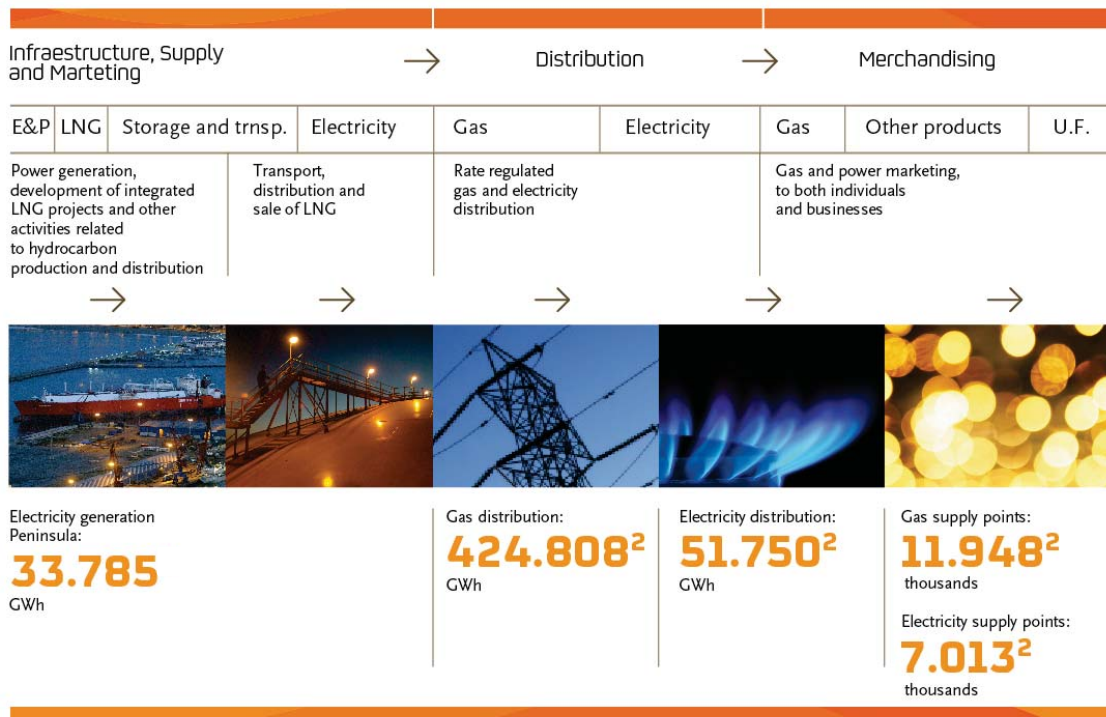 Infraestructure, Supply
and Marteting
Distribution
Merchandising
E&P LNG Storage and trnsp. Electricity Gas Electricity Gas Other products U.F.
Power generation,
development of integrated
LNG projects and other
activities related
to hydrocarbon
production and distribution
Transport,
distribution and
sale of LNG
Rate regulated
gas and electricity
distribution
Gas and power marketing,
to both individuals
and businesses
Electricity generation
Peninsula:
33.785
GWh
Gas distribution:
424.808²
GWh
Electricity distribution:
51.750²
GWh
Gas supply points:
11.948²
thousands
Electricity supply points:
7.013²
thousands